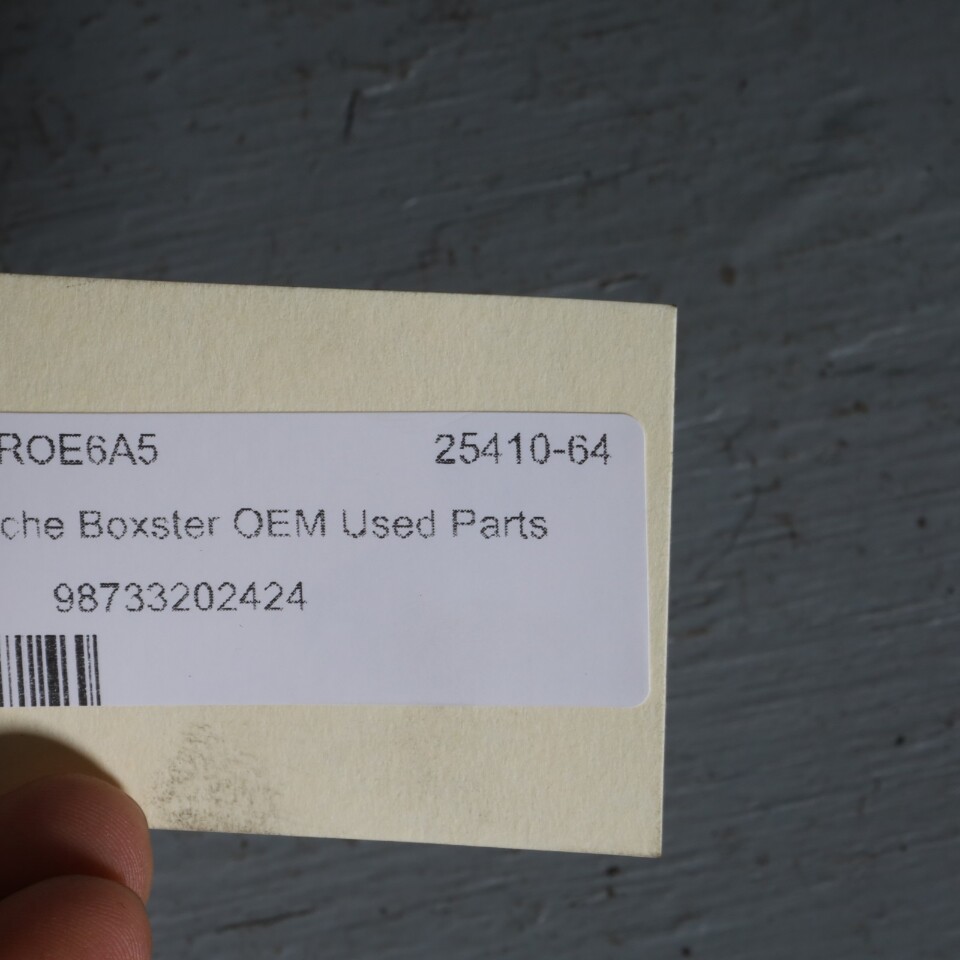 ROE6A5 25410-64
che Boxster OEM Used Parts
98733202424